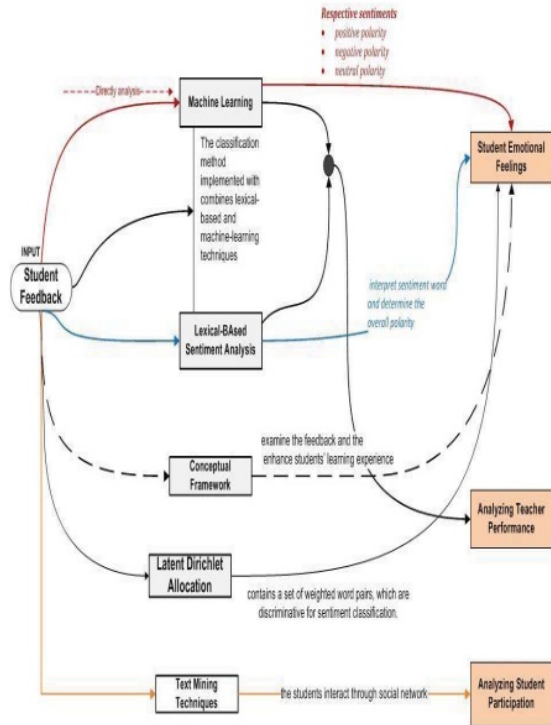 Respective sentiments
• positive polarity
• negative polarity
• neutral polarity
Directly analysis
Machine Learning
The classification
method
implemented with
combines lexical-
based and
machine-learning
techniques
Student Emotional
Feelings
INPUT
Student
Feedback
interpret sentiment word
and determine the
overall polarity
Lexical-BAsed
Sentiment Analysis
examine the feedback and the
enhance students' learning experience
Conceptual
Framework
Analyzing Teacher
Performance
Latent Dirichlet
Allocation
contains a set of weighted word pairs, which are
discriminative for sentiment classification.
Text Mining
Techniques
the students interact through social network
Analyzing Student
Participation